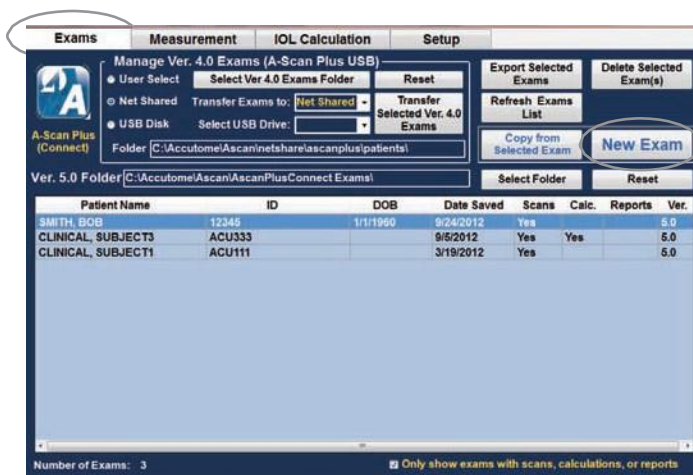 Exams Measurement IOL Calculation Setup
Manage Ver. 4.0 Exams (A-Scan Plus USB)
User Select Select Ver 4.0 Exams Folder Reset
Net Shared Transfer Exams to: Net Shared Transfer Selected Ver. 4.0 Exams
USB Disk Select USB Drive:
Folder C:\Accutome\Ascan\netshare\ascanplus\patients\
A-Scan Plus
(Connect)
Export Selected Exams
Delete Selected Exam(s)
Refresh Exams List
Copy from Selected Exam
New Exam
Ver. 5.0 Folder C:\Accutome\Ascan\AscanPlusConnect Exams\ Select Folder Reset
Patient Name ID DOB Date Saved Scans Calc. Reports Ver.
SMITH, BOB 12345 1/1/1960 9/24/2012 Yes 5.0
CLINICAL, SUBJECT3 ACU333 9/5/2012 Yes Yes 5.0
CLINICAL, SUBJECT1 ACU111 3/19/2012 Yes 5.0
Number of Exams: 3 Only show exams with scans, calculations, or reports